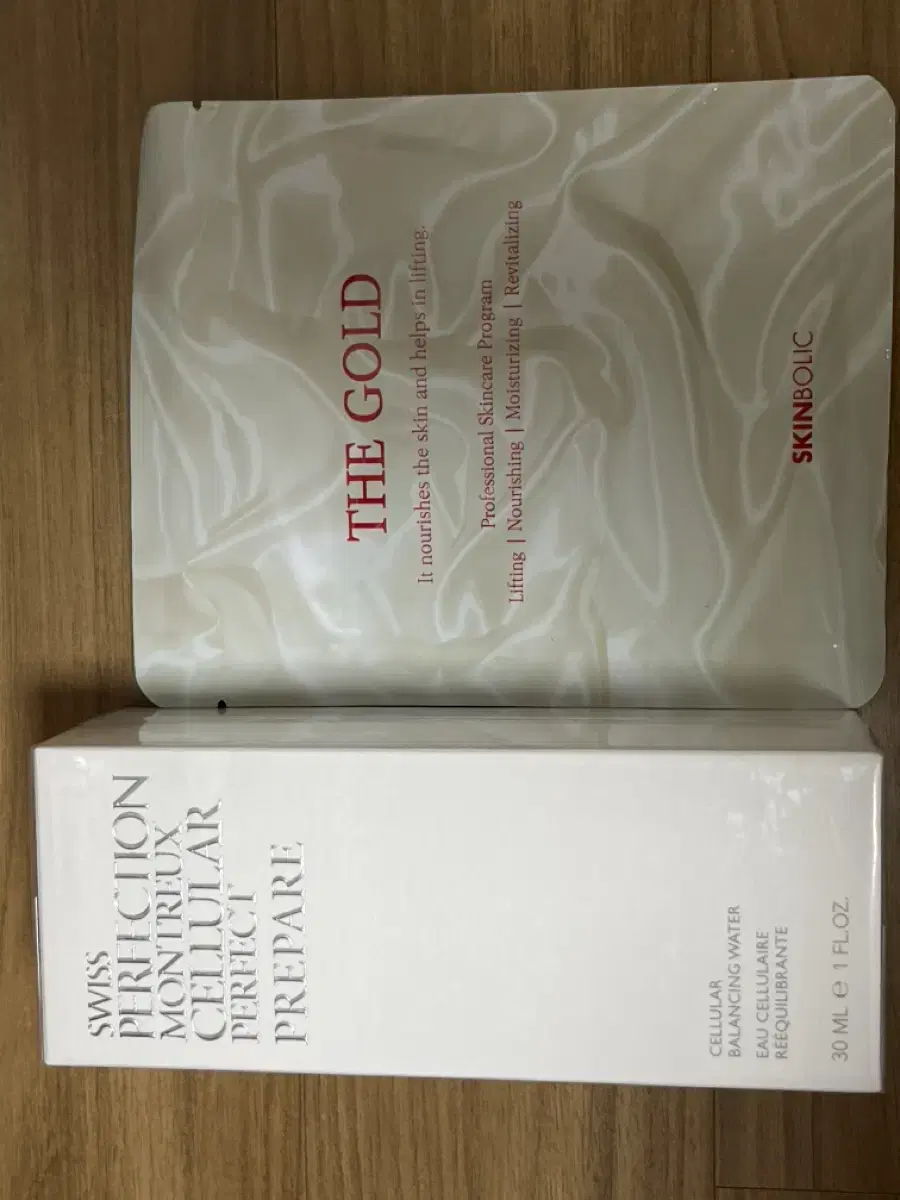 THE GOLD
It nourishes the skin and helps in lifting.
Professional Skincare Program
Lifting | Nourishing | Moisturizing | Revitalizing
SKINBOLIC
SWISS
PERFECTION
MONTREUX
CELLULAR
PERFECT
PREPARE
CELLULAR
BALANCING WATER
EAU CELLULAIRE
RÉÉQUILIBRANTE
30 ML e 1 FL.OZ.